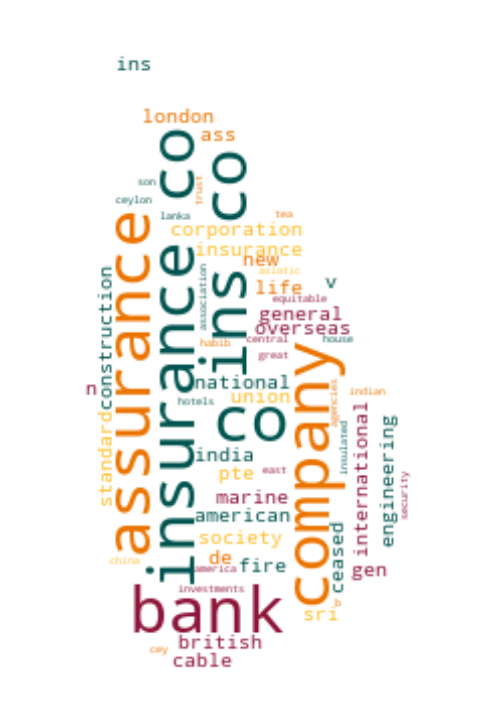 ins
london
ass
insurance co
ins co
assurance
son
trust
ceylon
lanka
tea
corporation
insurance
new
asiatic
life
v
association
construction
equitable
general
overseas
habib
central
house
great
company
national
n
hotels
union
co
agencies
indian
standard
international
engineering
insulated
india
pte
east
security
marine
american
society
ceased
de
fire
china
america
gen
investments
bank
br
sri
british
cey
cable